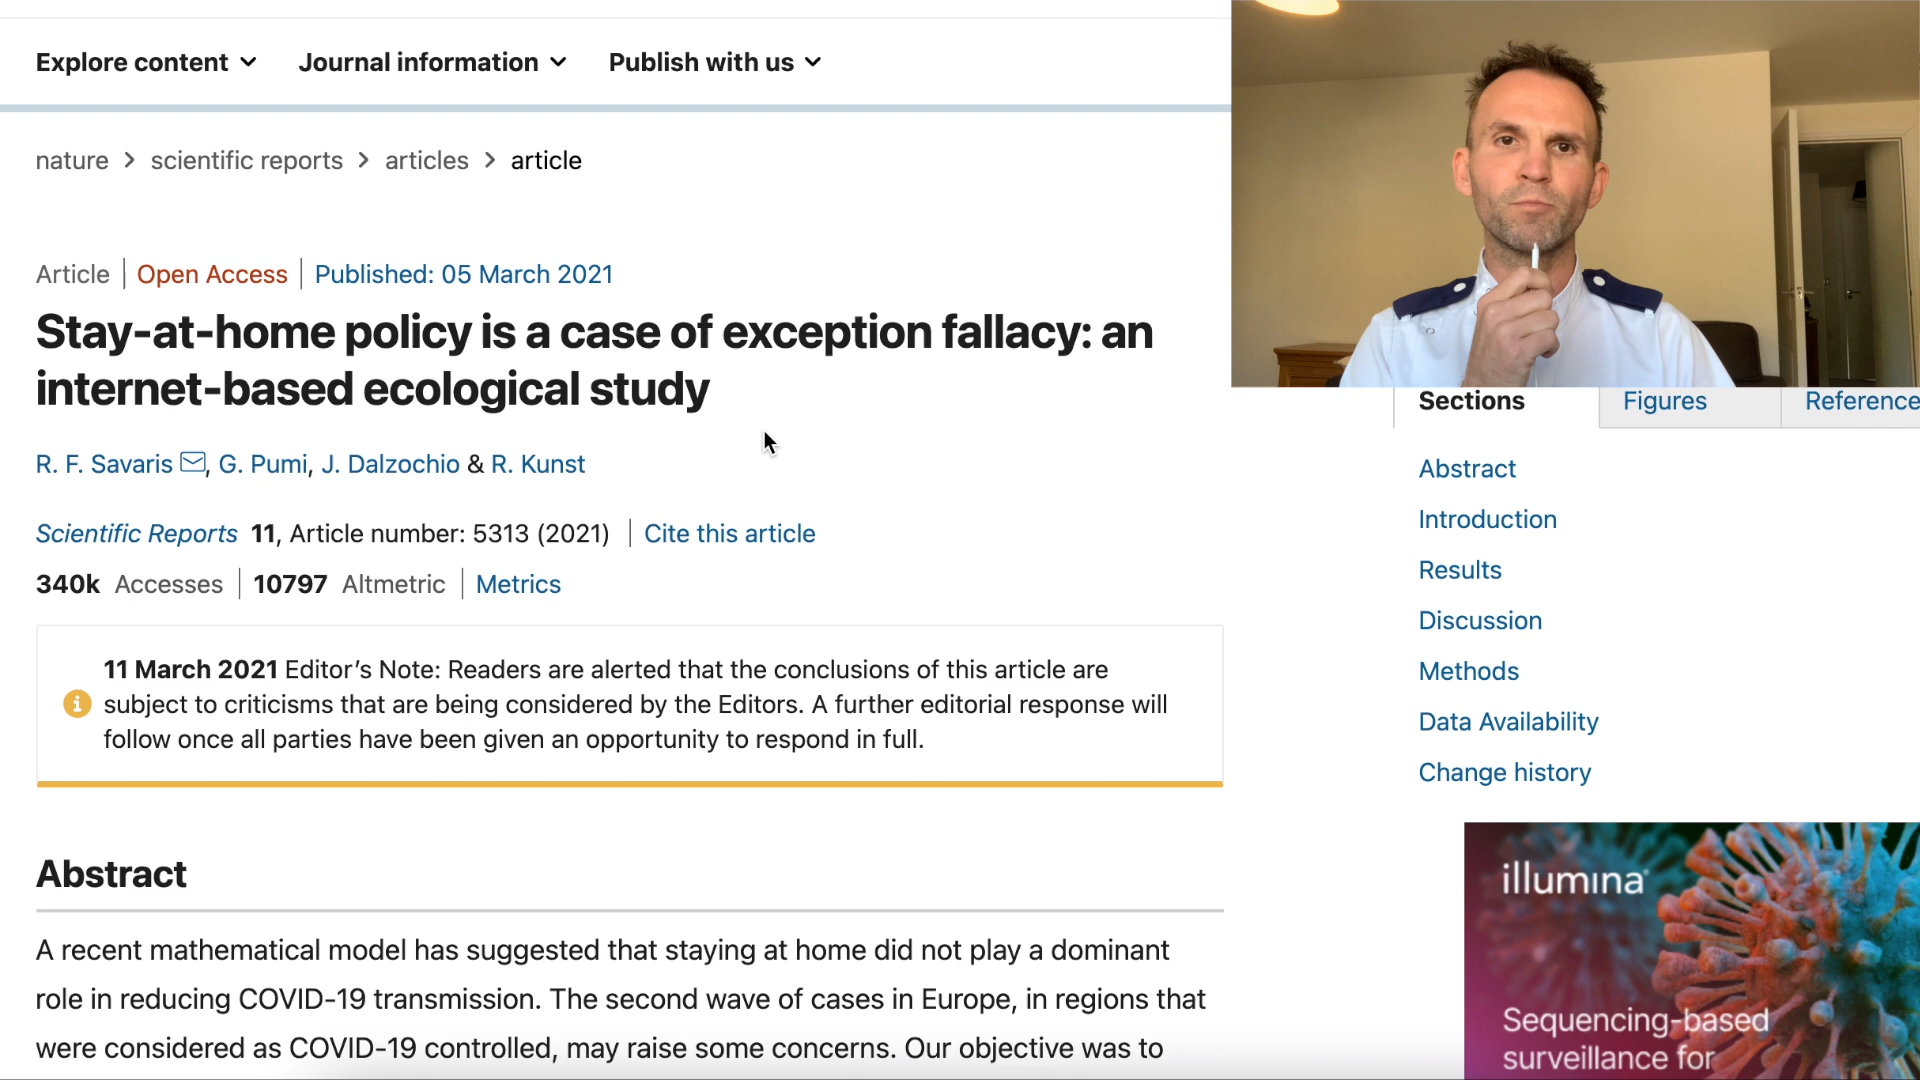 Explore content
Journal information
Publish with us
nature > scientific reports > articles > article
Article | Open Access | Published: 05 March 2021
Stay-at-home policy is a case of exception fallacy: an
internet-based ecological study
R. F. Savaris, G. Pumi, J. Dalzochio & R. Kunst
Scientific Reports 11, Article number: 5313 (2021) | Cite this article
340k Accesses | 10797 Altmetric | Metrics
11 March 2021 Editor's Note: Readers are alerted that the conclusions of this article are
subject to criticisms that are being considered by the Editors. A further editorial response will
follow once all parties have been given an opportunity to respond in full.
Abstract
A recent mathematical model has suggested that staying at home did not play a dominant
role in reducing COVID-19 transmission. The second wave of cases in Europe, in regions that
were considered as COVID-19 controlled, may raise some concerns. Our objective was to
Sections
Figures
Reference
Abstract
Introduction
Results
Discussion
Methods
Data Availability
Change history
illumina
Sequencing-based
surveillance for